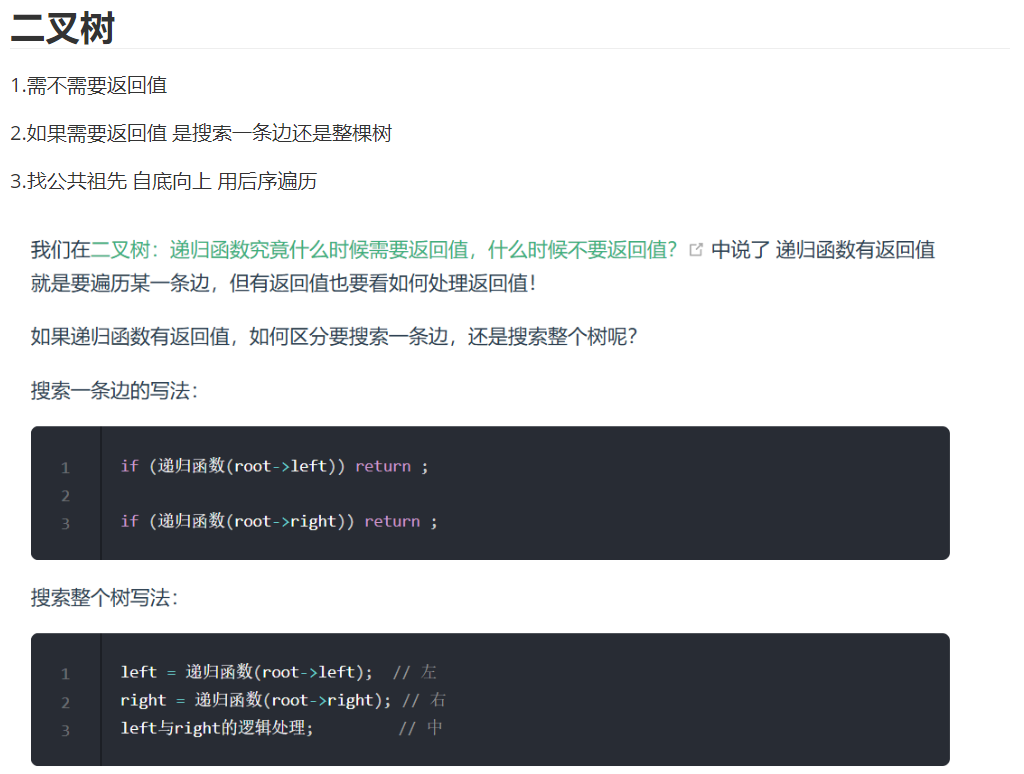 二叉树
1.需不需要返回值
2.如果需要返回值 是搜索一条边还是整棵树
3.找公共祖先 自底向上 用后序遍历
我们在二叉树：递归函数究竟什么时候需要返回值，什么时候不要返回值？ 中说了 递归函数有返回值
就是要遍历某一条边，但有返回值也要看如何处理返回值！
如果递归函数有返回值，如何区分要搜索一条边，还是搜索整个树呢？
搜索一条边的写法：
1 if (递归函数(root->left)) return ;
2
3 if (递归函数(root->right)) return ;
搜索整个树写法：
1 left = 递归函数(root->left);  // 左
2 right = 递归函数(root->right); // 右
3 left与right的逻辑处理;         // 中